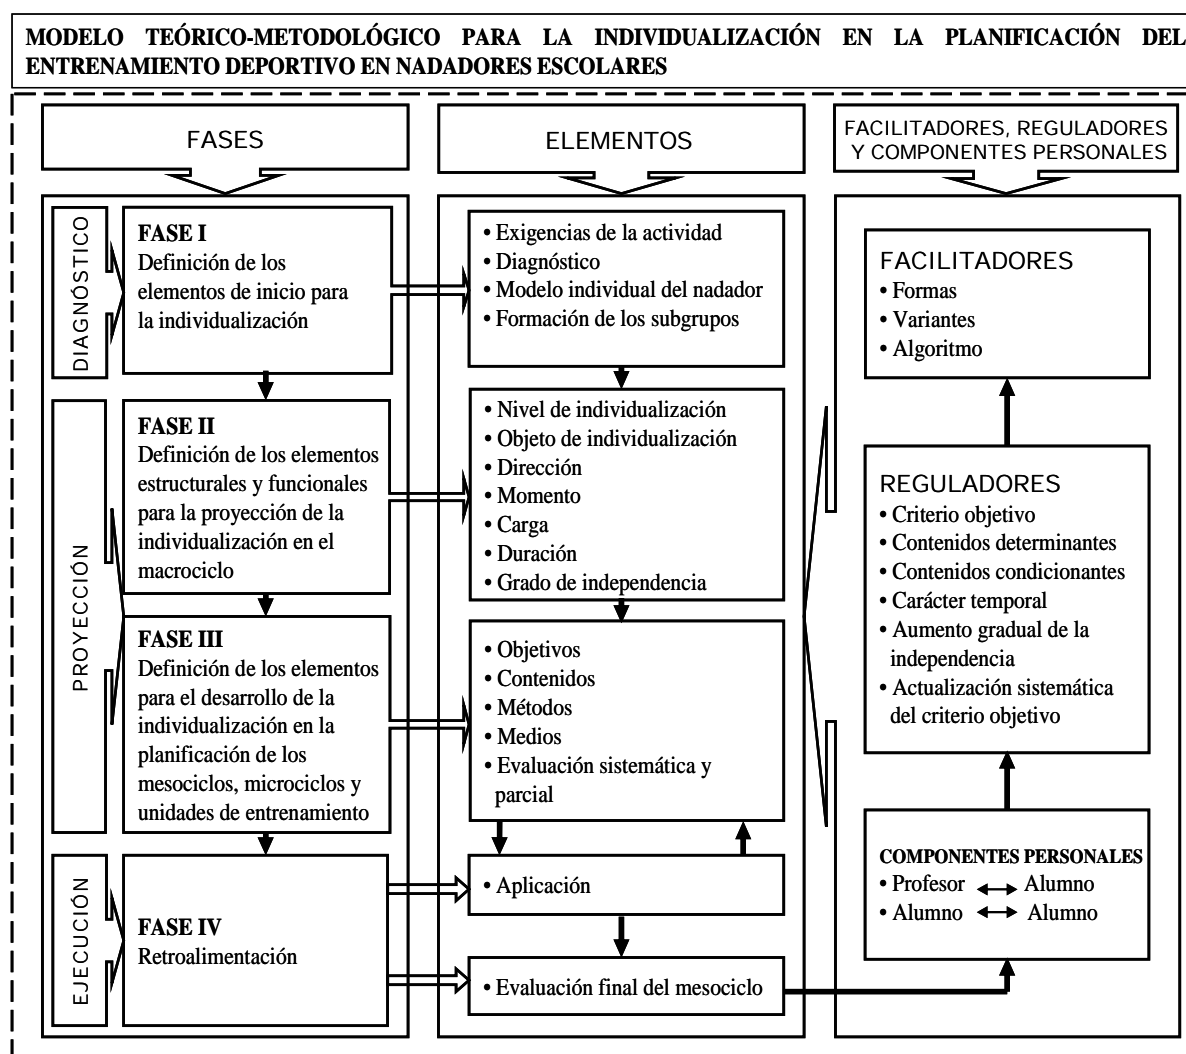 MODELO TEÓRICO-METODOLÓGICO PARA LA INDIVIDUALIZACIÓN EN LA PLANIFICACIÓN DEL
ENTRENAMIENTO DEPORTIVO EN NADADORES ESCOLARES
FASES
ELEMENTOS
FACILITADORES, REGULADORES
Y COMPONENTES PERSONALES
DIAGNÓSTICO
FASE I
Definición de los
elementos de inicio para
la individualización
• Exigencias de la actividad
• Diagnóstico
• Modelo individual del nadador
• Formación de los subgrupos
PROYECCIÓN
FASE II
Definición de los elementos
estructurales y funcionales
para la proyección de la
individualización en el
macrociclo
• Nivel de individualización
• Objeto de individualización
• Dirección
• Momento
• Carga
• Duración
• Grado de independencia
FASE III
Definición de los elementos
para el desarrollo de la
individualización en la
planificación de los
mesociclos, microciclos y
unidades de entrenamiento
• Objetivos
• Contenidos
• Métodos
• Medios
• Evaluación sistemática y
parcial
EJECUCIÓN
FASE IV
Retroalimentación
• Aplicación
• Evaluación final del mesociclo
FACILITADORES
• Formas
• Variantes
• Algoritmo
REGULADORES
• Criterio objetivo
• Contenidos determinantes
• Contenidos condicionantes
• Carácter temporal
• Aumento gradual de la
independencia
• Actualización sistemática
del criterio objetivo
COMPONENTES PERSONALES
• Profesor ↔ Alumno
• Alumno ↔ Alumno